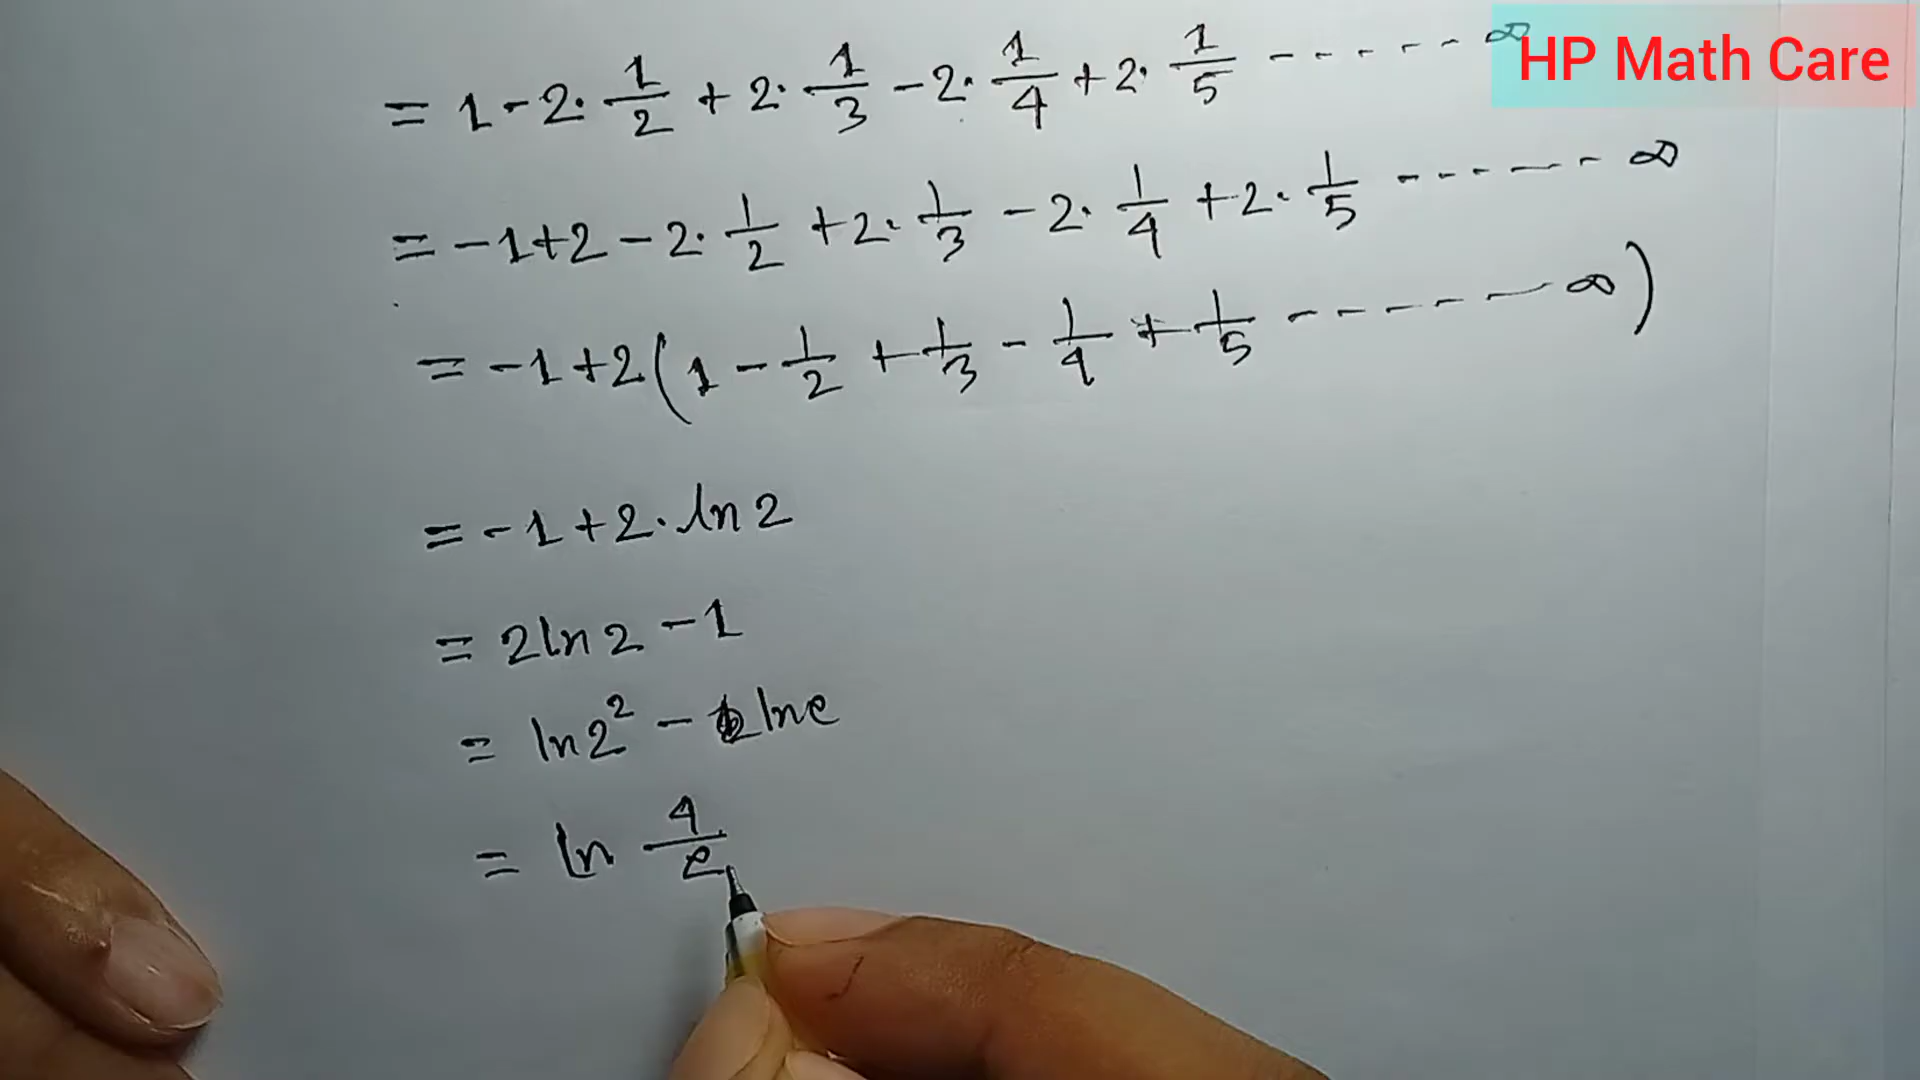 HP Math Care
= 1 - 2· 1/2 + 2· 1/3 - 2· 1/4 + 2· 1/5 ------ ∞
= -1+2 - 2· 1/2 + 2· 1/3 - 2· 1/4 + 2· 1/5 ------- ∞
= -1+2(1 - 1/2 + 1/3 - 1/4 + 1/5 ------- ∞)
= -1+2· ln 2
= 2ln 2 - 1
= ln 2² - lne
= ln 4/e